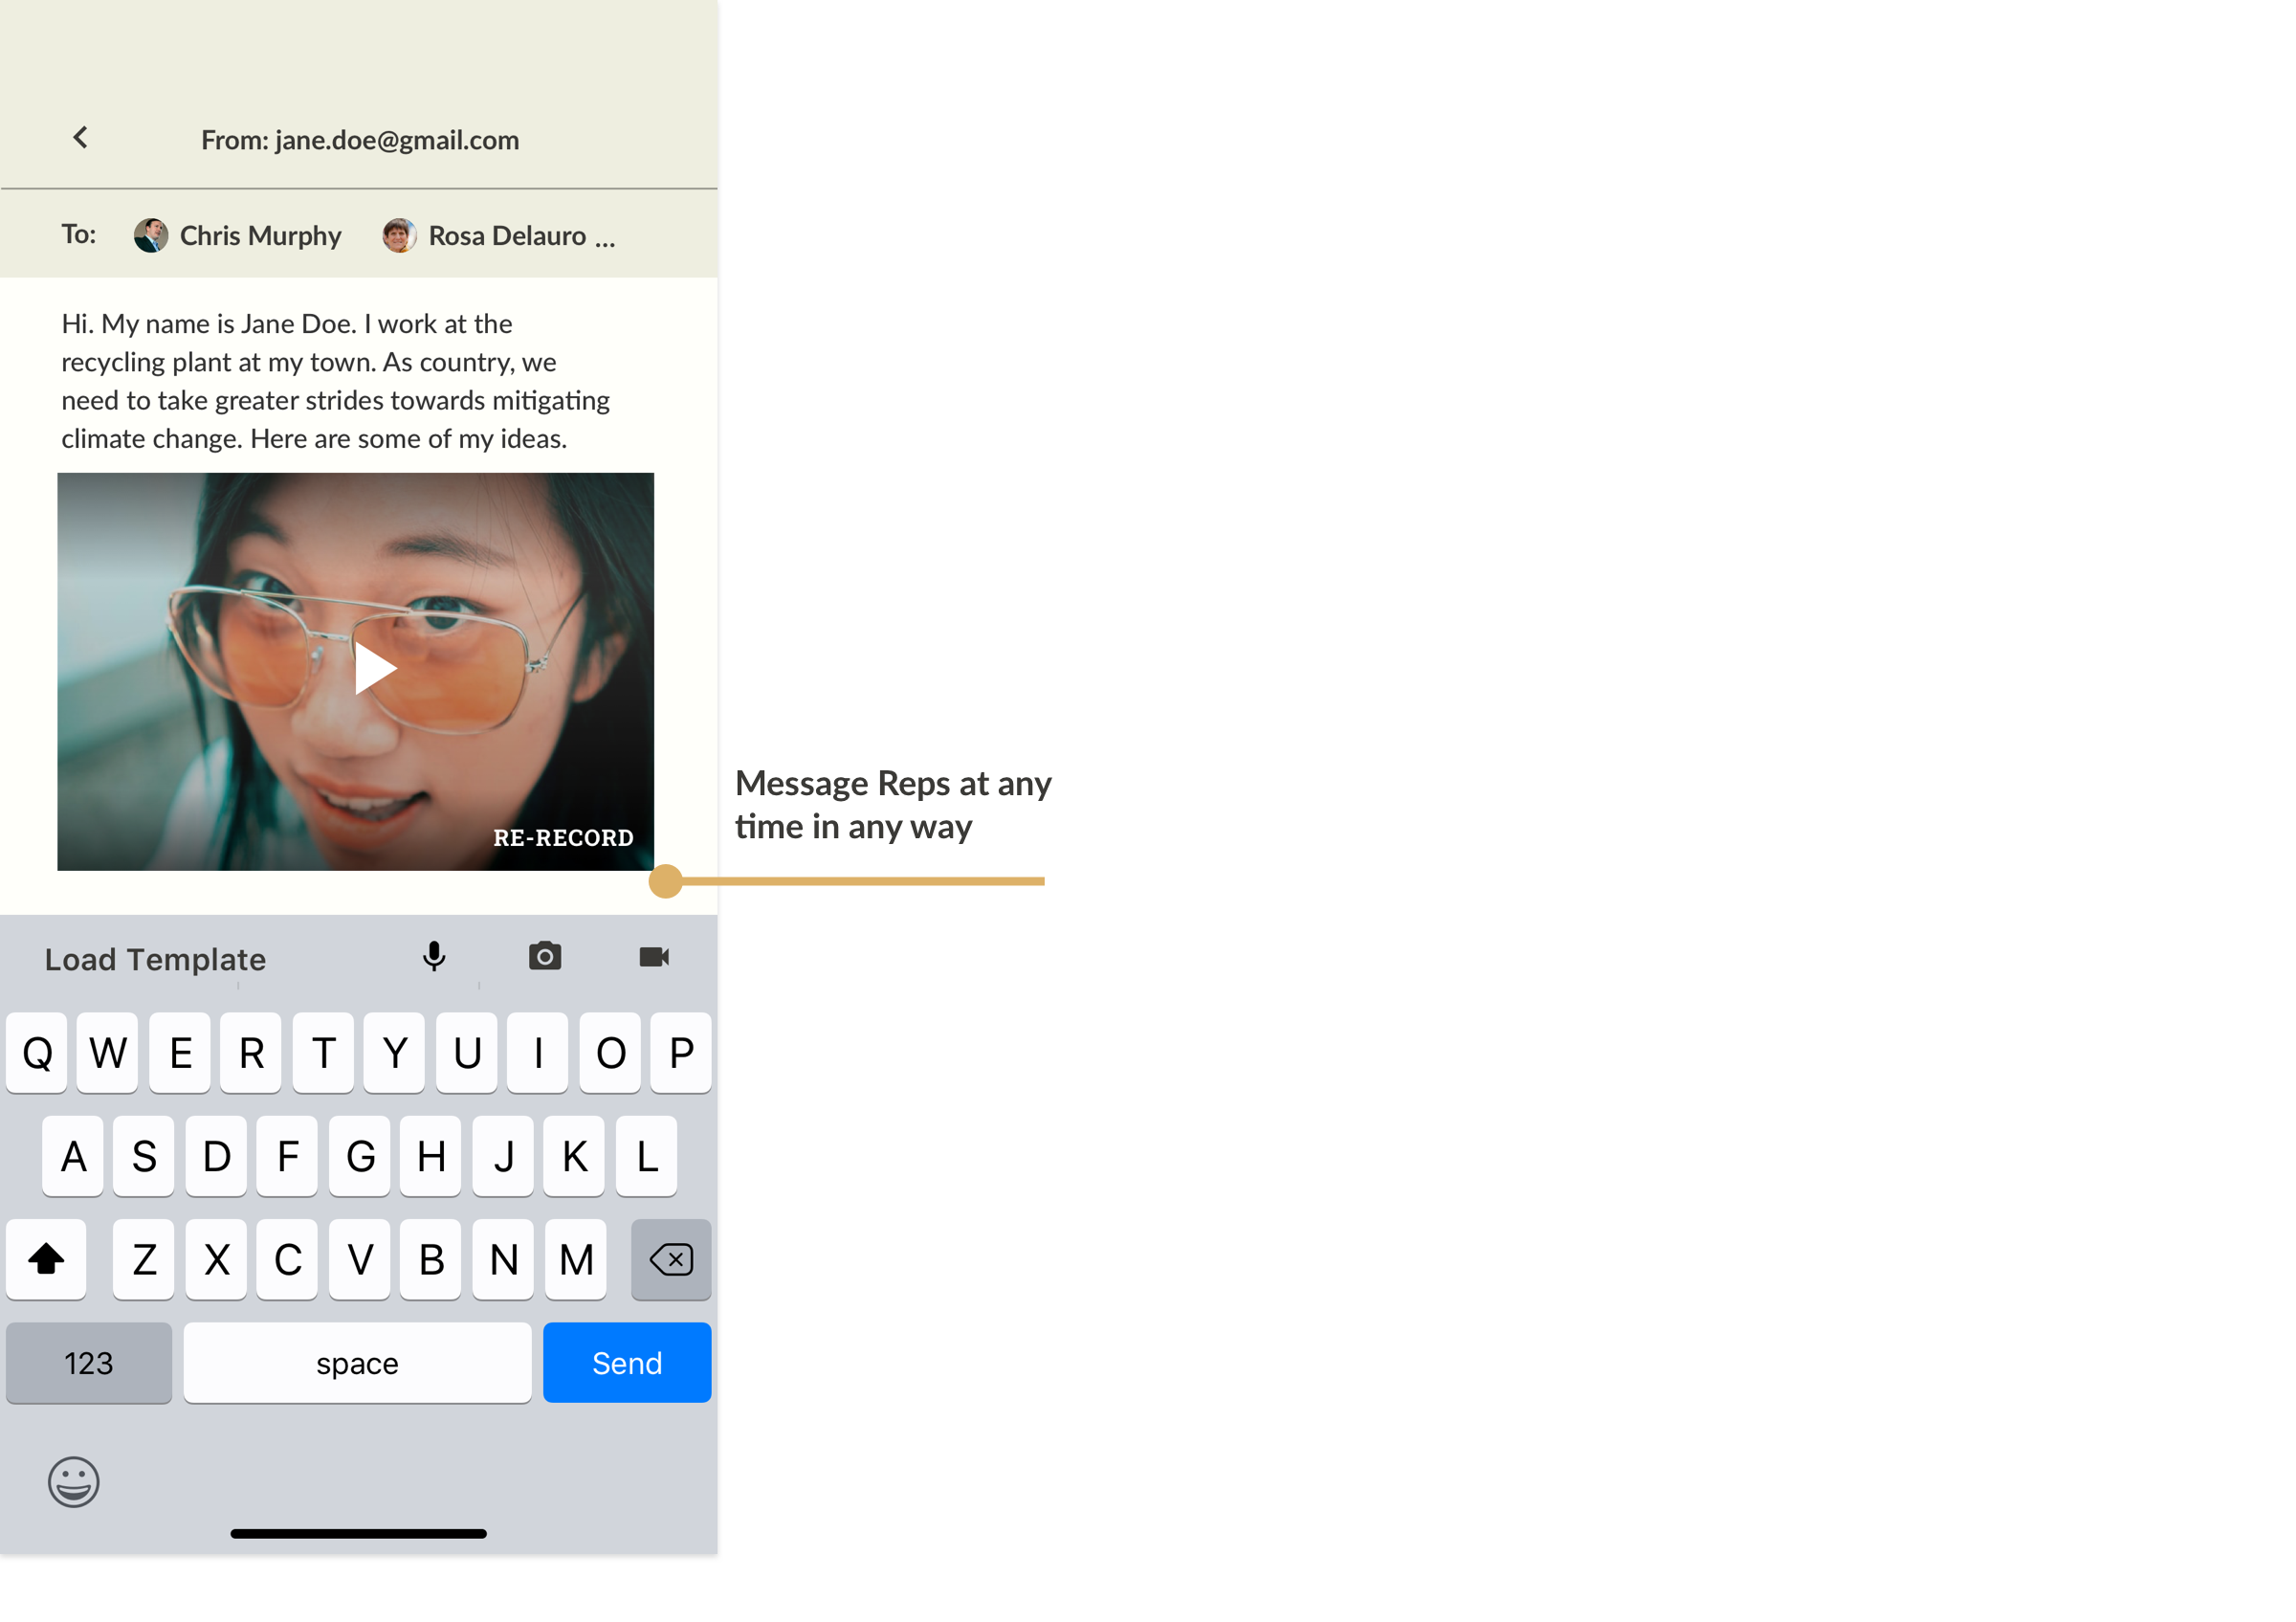 From: jane.doe@gmail.com
To: Chris Murphy Rosa Delauro ...
Hi. My name is Jane Doe. I work at the
recycling plant at my town. As country, we
need to take greater strides towards mitigating
climate change. Here are some of my ideas.
RE-RECORD
Message Reps at any
time in any way
Load Template
Q W E R T Y U I O P
A S D F G H J K L
Z X C V B N M
123 space Send